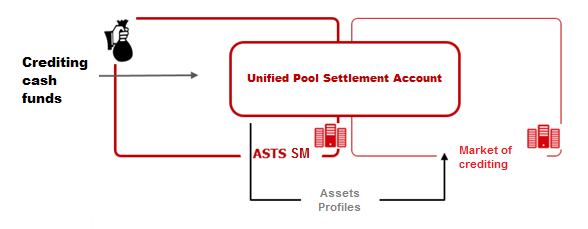 Crediting
cash
funds
Unified Pool Settlement Account
ASTS SM
Market of
crediting
Assets
Profiles